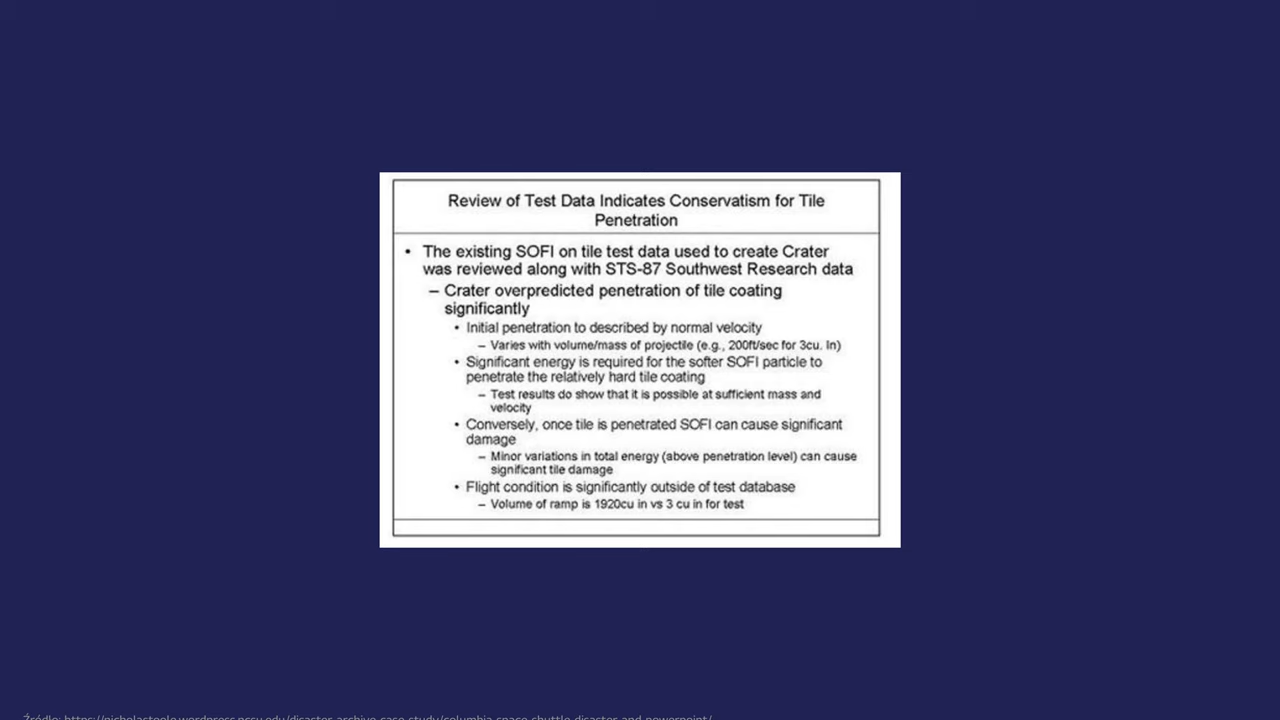 Review of Test Data Indicates Conservatism for Tile
Penetration
• The existing SOFI on tile test data used to create Crater
was reviewed along with STS-87 Southwest Research data
– Crater overpredicted penetration of tile coating
significantly
• Initial penetration to described by normal velocity
– Varies with volume/mass of projectile (e.g., 200ft/sec for 3cu. In)
• Significant energy is required for the softer SOFI particle to
penetrate the relatively hard tile coating
– Test results do show that it is possible at sufficient mass and
velocity
• Conversely, once tile is penetrated SOFI can cause significant
damage
– Minor variations in total energy (above penetration level) can cause
significant tile damage
• Flight condition is significantly outside of test database
– Volume of ramp is 1920cu in vs 3 cu in for test
Źródło: